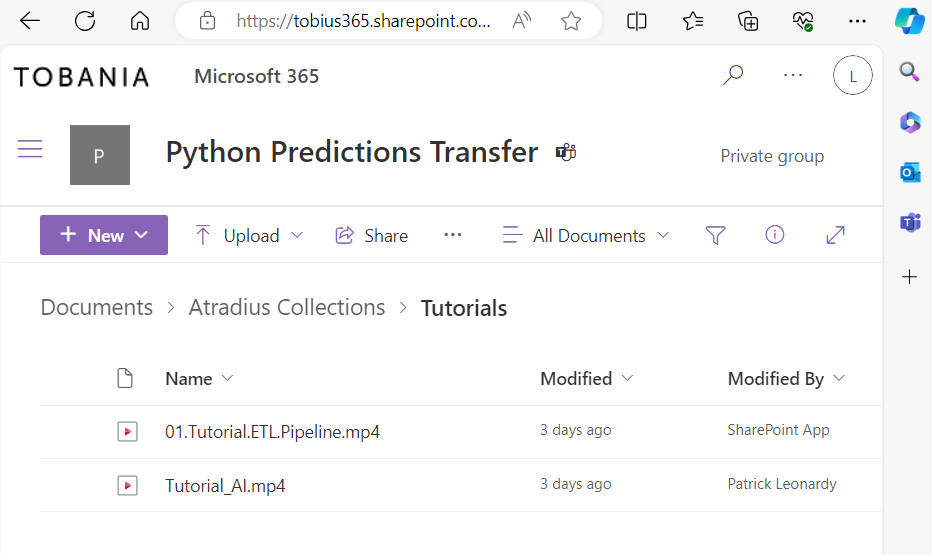 https://tobius365.sharepoint.co...
TOBANIA Microsoft 365
L
P
Python Predictions Transfer
Private group
New Upload Share ... All Documents
Documents > Atradius Collections > Tutorials
Name Modified Modified By
01.Tutorial.ETL.Pipeline.mp4 3 days ago SharePoint App
Tutorial_AI.mp4 3 days ago Patrick Leonardy